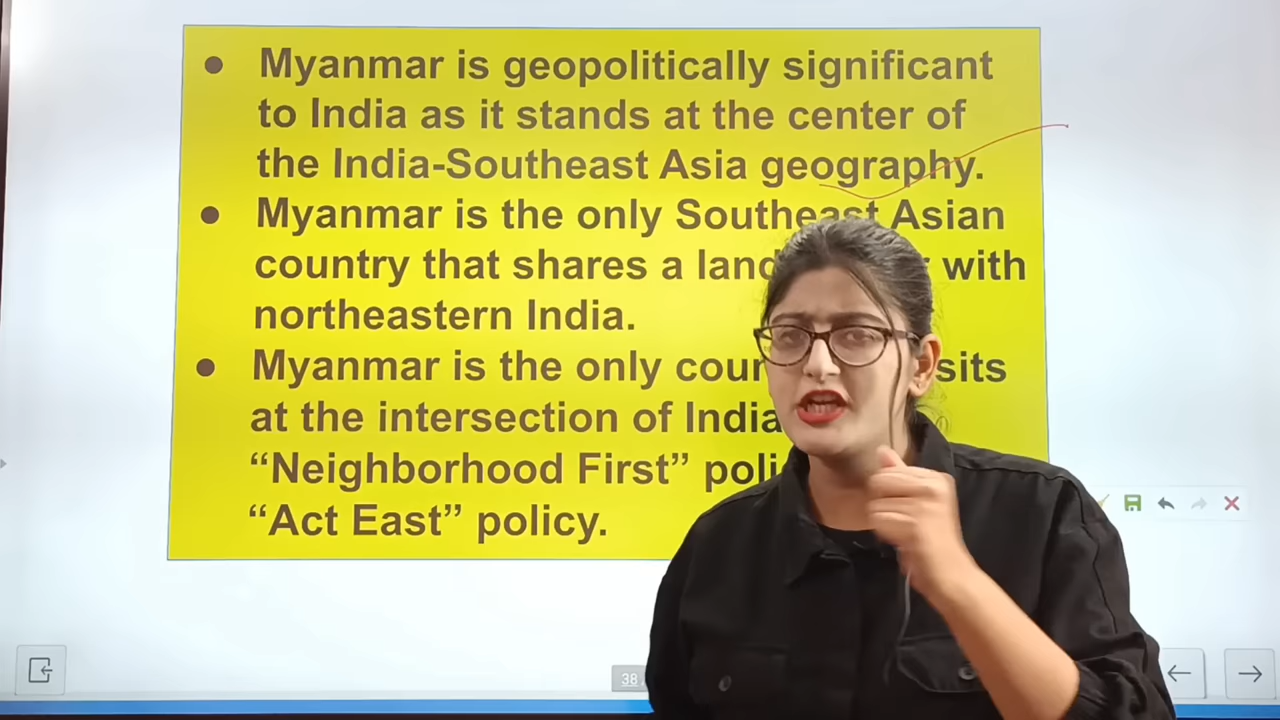 ● Myanmar is geopolitically significant
to India as it stands at the center of
the India-Southeast Asia geography.
● Myanmar is the only Southeast Asian
country that shares a land with
northeastern India.
● Myanmar is the only sits
at the intersection of India
“Neighborhood First”
“Act East” policy.
38